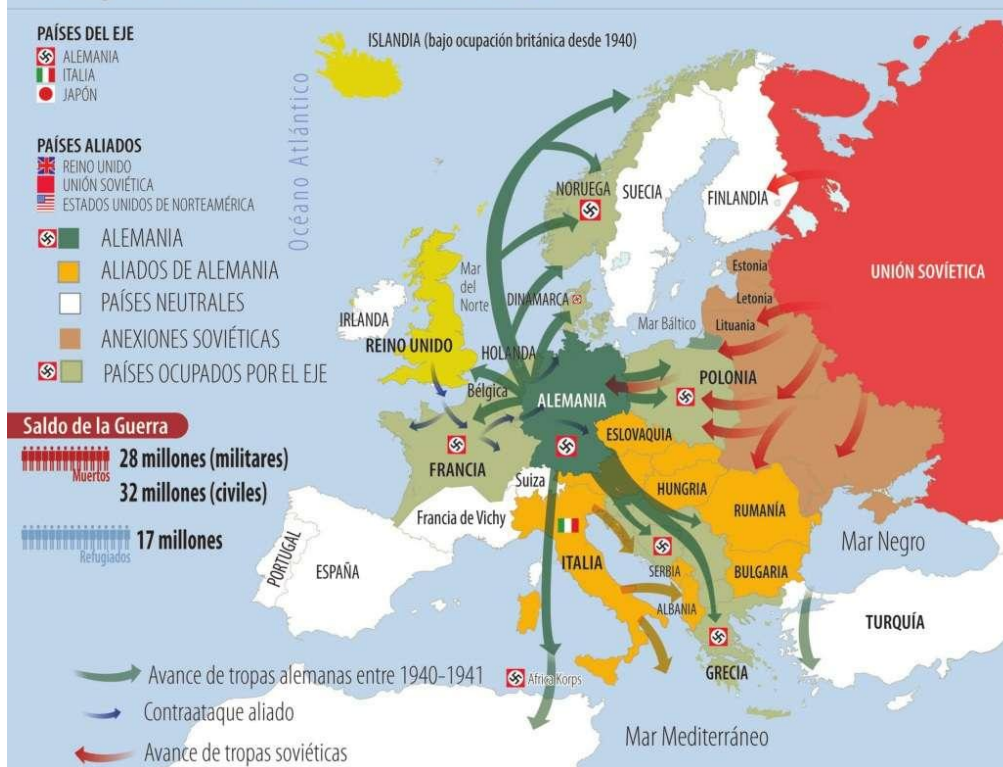 PAÍSES DEL EJE
ALEMANIA
ITALIA
JAPÓN
PAÍSES ALIADOS
REINO UNIDO
UNIÓN SOVIÉTICA
ESTADOS UNIDOS DE NORTEAMÉRICA
ALEMANIA
ALIADOS DE ALEMANIA
PAÍSES NEUTRALES
ANEXIONES SOVIÉTICAS
PAÍSES OCUPADOS POR EL EJE
Saldo de la Guerra
Muertos
28 millones (militares)
32 millones (civiles)
Refugiados
17 millones
ISLANDIA (bajo ocupación británica desde 1940)
Océano Atlántico
NORUEGA
SUECIA
FINLANDIA
UNIÓN SOVÍETICA
Estonia
Letonia
Lituania
Mar
del
Norte
DINAMARCA
Mar Báltico
IRLANDA
REINO UNIDO
HOLANDA
Bélgica
ALEMANIA
POLONIA
ESLOVAQUIA
FRANCIA
Suiza
HUNGRIA
RUMANÍA
Francia de Vichy
ITALIA
SERBIA
BULGARIA
Mar Negro
PORTUGAL
ESPAÑA
ALBANIA
TURQUÍA
GRECIA
Africa Korps
Mar Mediterráneo
Avance de tropas alemanas entre 1940-1941
Contraataque aliado
Avance de tropas soviéticas